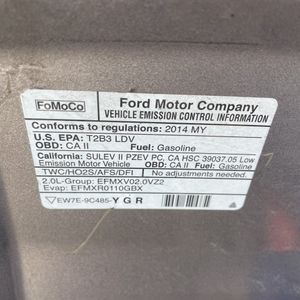 FoMoCo
Ford Motor Company
VEHICLE EMISSION CONTROL INFORMATION
Conforms to regulations: 2014 MY
U.S. EPA: T2B3 LDV
OBD: CA II Fuel: Gasoline
California: SULEV II PZEV PC, CA HSC 39037.05 Low
Emission Motor Vehicle
OBD: CA II Fuel: Gasoline
TWC/HO2S/AFS/DFI No adjustments needed.
2.0L-Group: EFMXV02.0VZ2
Evap: EFMXR0110GBX
EW7E-9C485-YGR